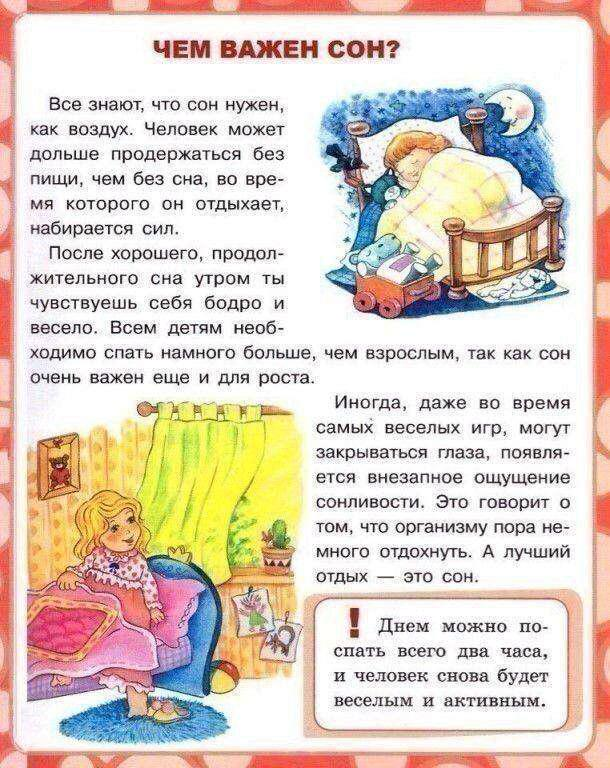 ЧЕМ ВАЖЕН СОН?
Все знают, что сон нужен,
как воздух. Человек может
дольше продержаться без
пищи, чем без сна, во вре-
мя которого он отдыхает,
набирается сил.
После хорошего, продол-
жительного сна утром ты
чувствуешь себя бодро и
весело. Всем детям необ-
ходимо спать намного больше, чем взрослым, так как сон
очень важен еще и для роста.
Иногда, даже во время
самых веселых игр, могут
закрываться глаза, появля-
ется внезапное ощущение
сонливости. Это говорит о
том, что организму пора не-
много отдохнуть. А лучший
отдых — это сон.
! Днем можно по-
спать всего два часа,
и человек снова будет
веселым и активным.